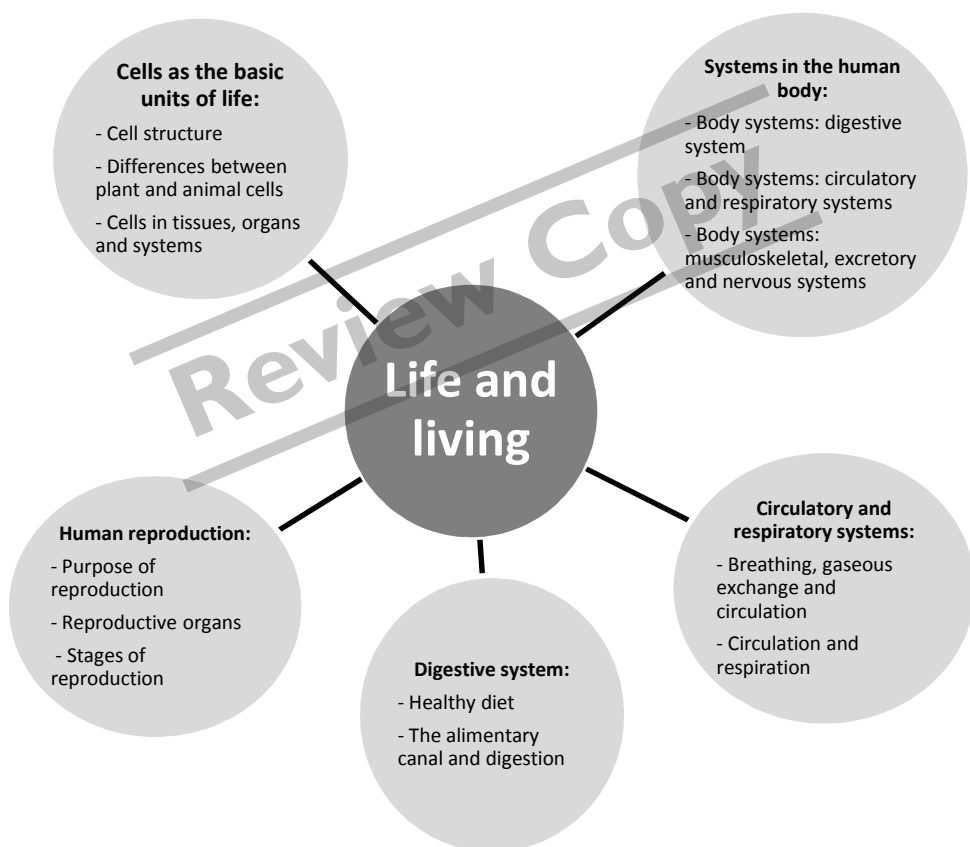 Cells as the basic
units of life:
- Cell structure
- Differences between
plant and animal cells
- Cells in tissues, organs
and systems
Systems in the human
body:
- Body systems: digestive
system
- Body systems: circulatory
and respiratory systems
- Body systems:
musculoskeletal, excretory
and nervous systems
Review Copy
Life and
living
Human reproduction:
- Purpose of
reproduction
- Reproductive organs
- Stages of
reproduction
Digestive system:
- Healthy diet
- The alimentary
canal and digestion
Circulatory and
respiratory systems:
- Breathing, gaseous
exchange and
circulation
- Circulation and
respiration